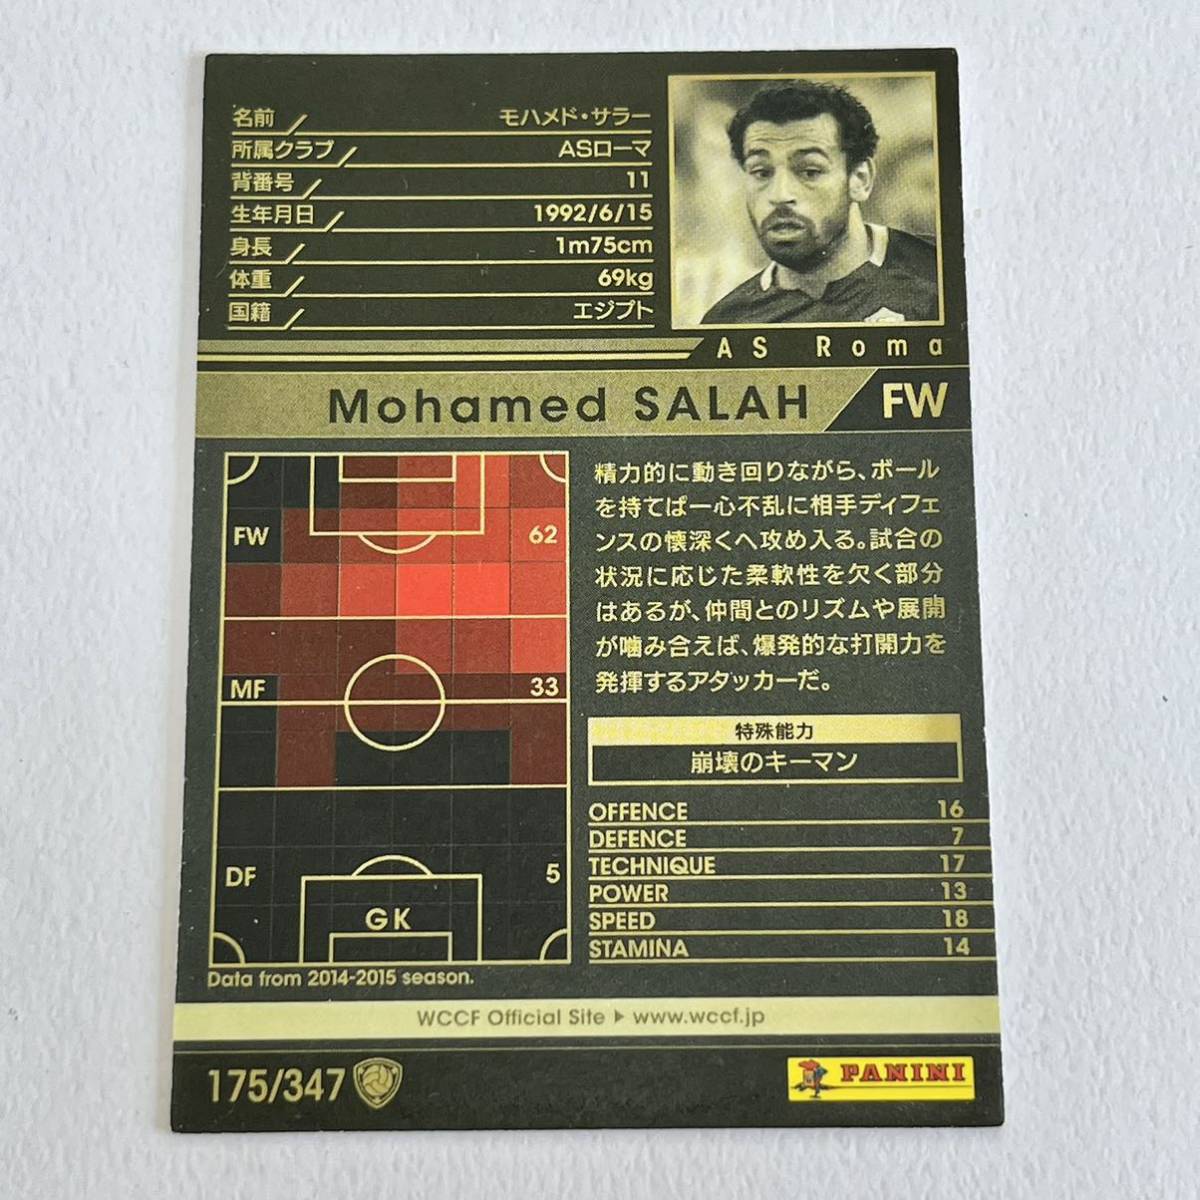 名前 モハメド・サラー
所属クラブ ASローマ
背番号 11
生年月日 1992/6/15
身長 1m75cm
体重 69kg
国籍 エジプト
AS Roma
Mohamed SALAH FW
FW 62
MF 33
DF 5
GK
Data from 2014-2015 season.
精力的に動き回りながら、ボール
を持てば一心不乱に相手ディフェ
ンスの懐深くへ攻め入る。試合の
状況に応じた柔軟性を欠く部分
はあるが、仲間とのリズムや展開
が噛み合えば、爆発的な打開力を
発揮するアタッカーだ。
特殊能力
崩壊のキーマン
OFFENCE 16
DEFENCE 7
TECHNIQUE 17
POWER 13
SPEED 18
STAMINA 14
WCCF Official Site ▶ www.wccf.jp
175/347
PANINI